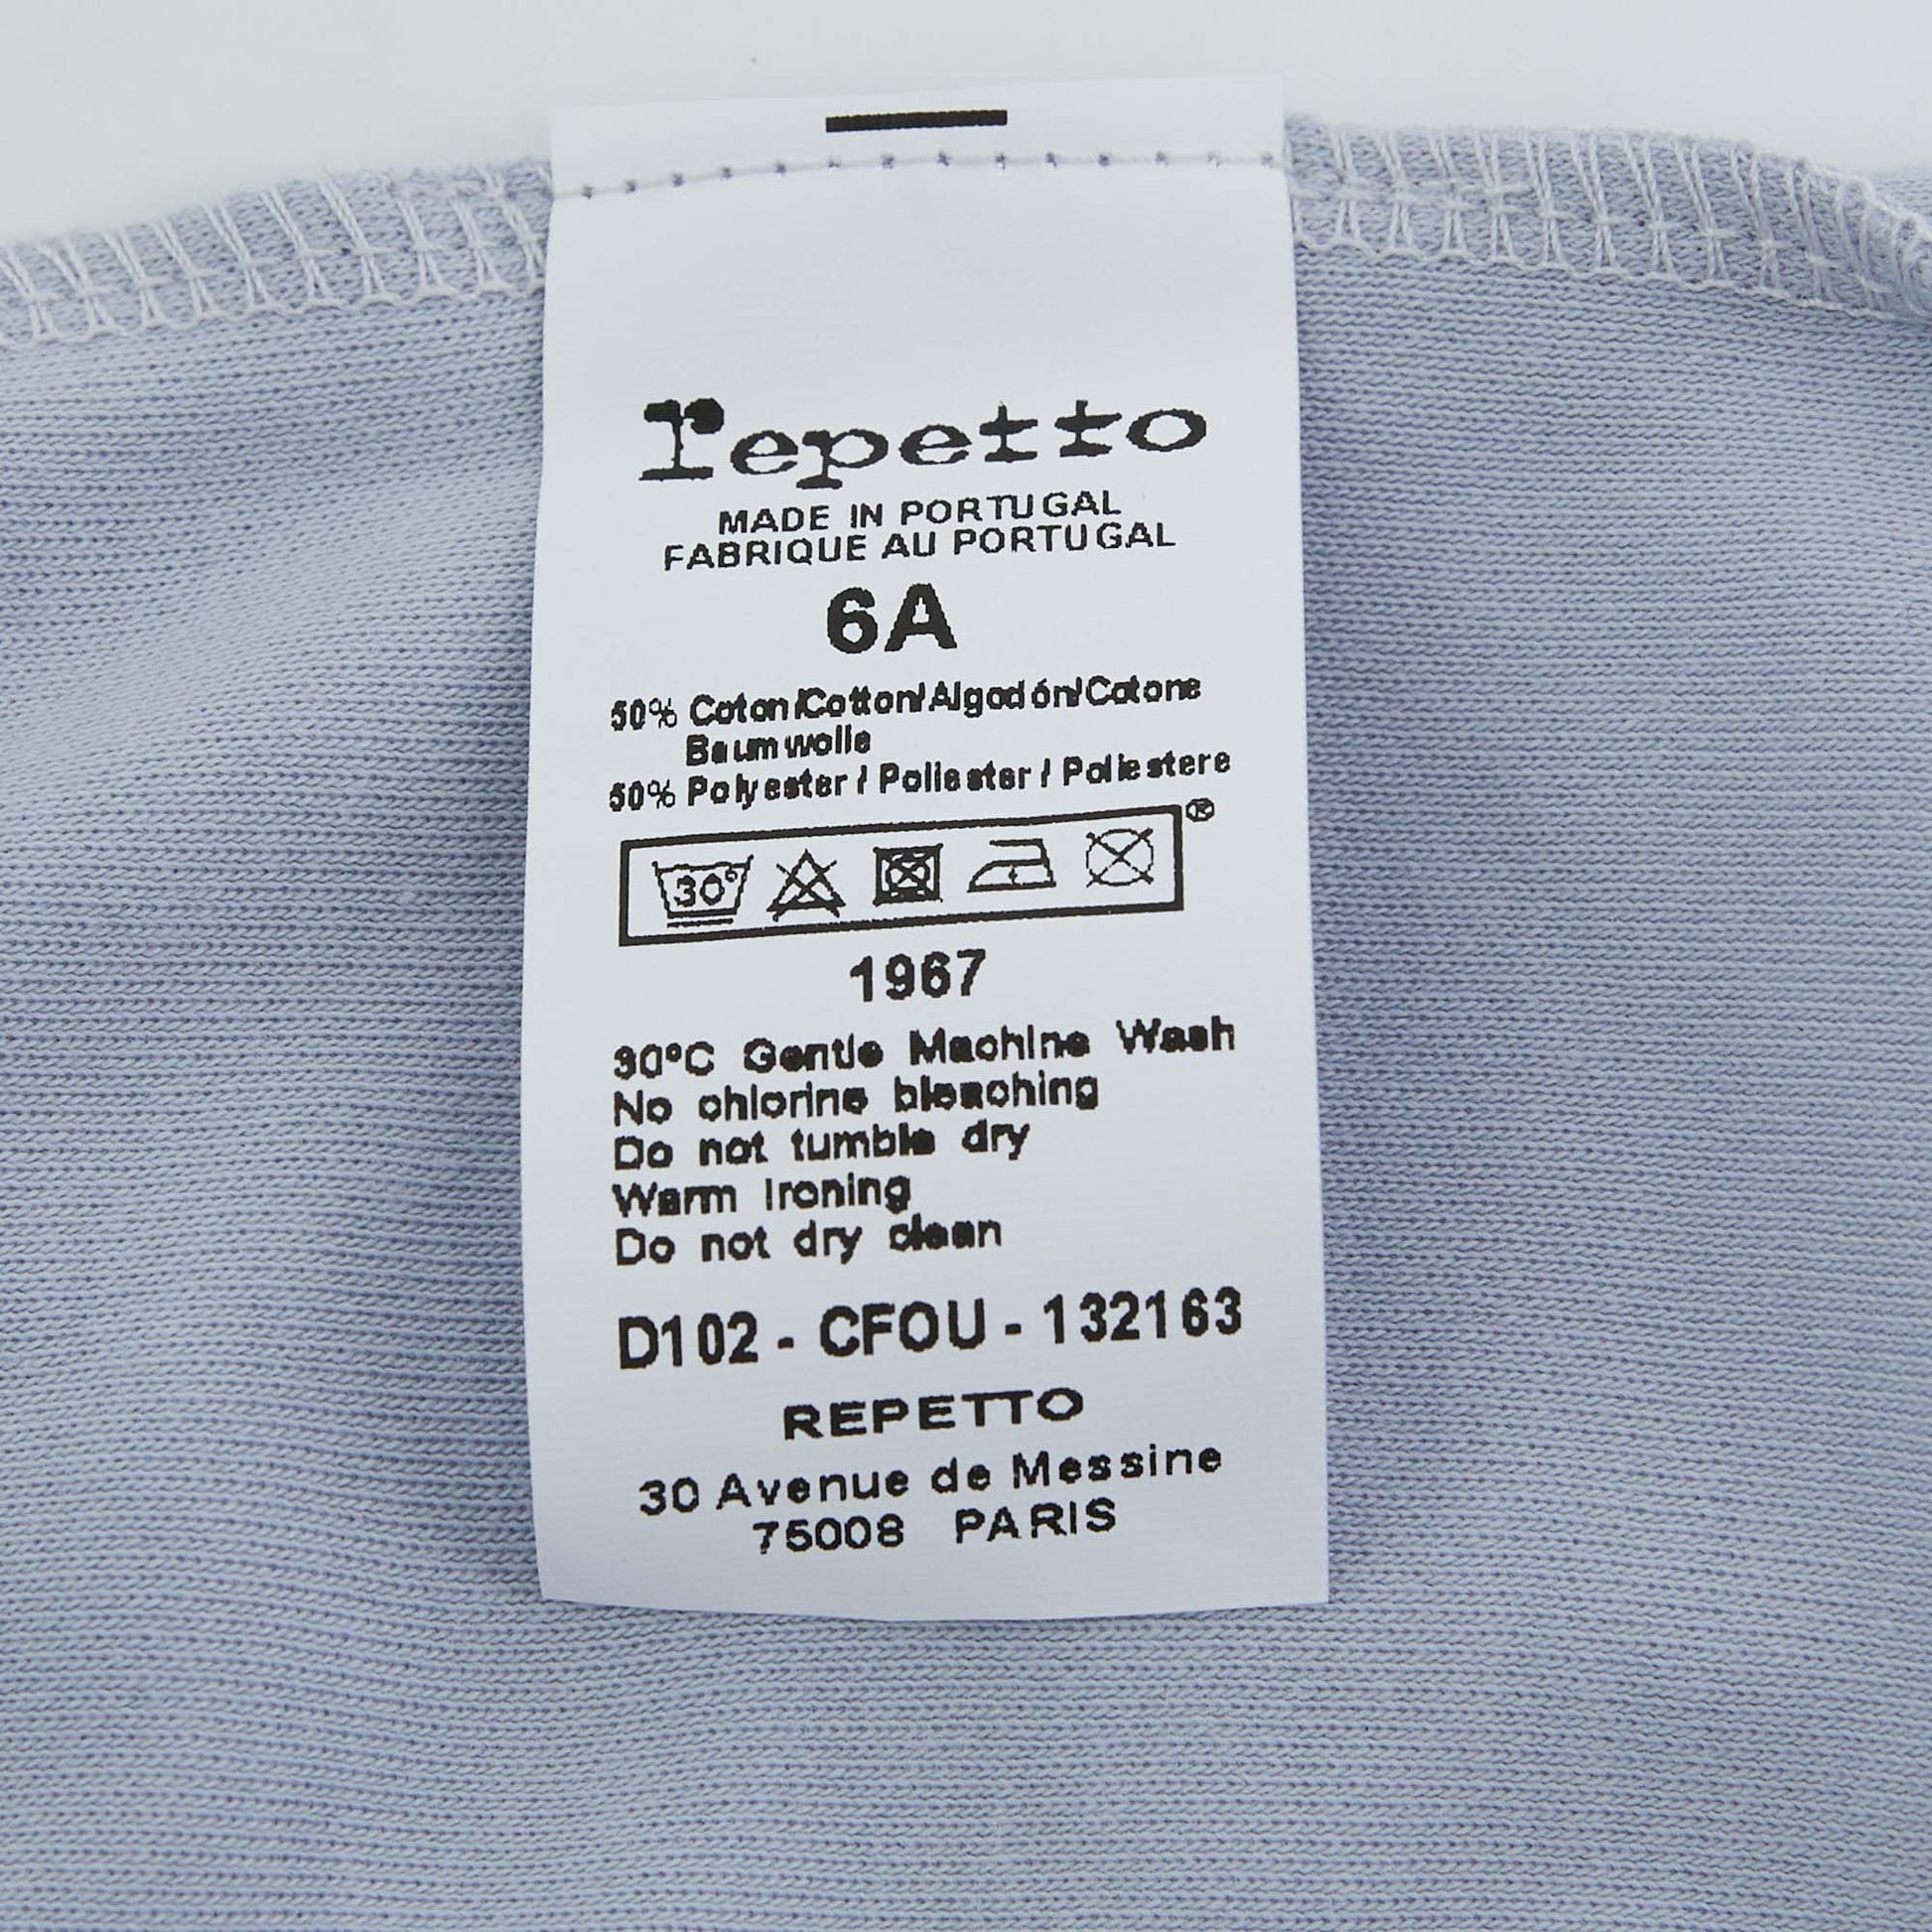 repetto
MADE IN PORTUGAL
FABRIQUE AU PORTUGAL
6A
50% Coton/Cotton/Algodón/Cotone
Baumwolle
50% Polyester / Poliester / Poliestere
®
30°
1967
30°C Gentle Machine Wash
No chlorine bleaching
Do not tumble dry
Warm Ironing
Do not dry clean
D102 - CFOU - 132163
REPETTO
30 Avenue de Messine
75008 PARIS